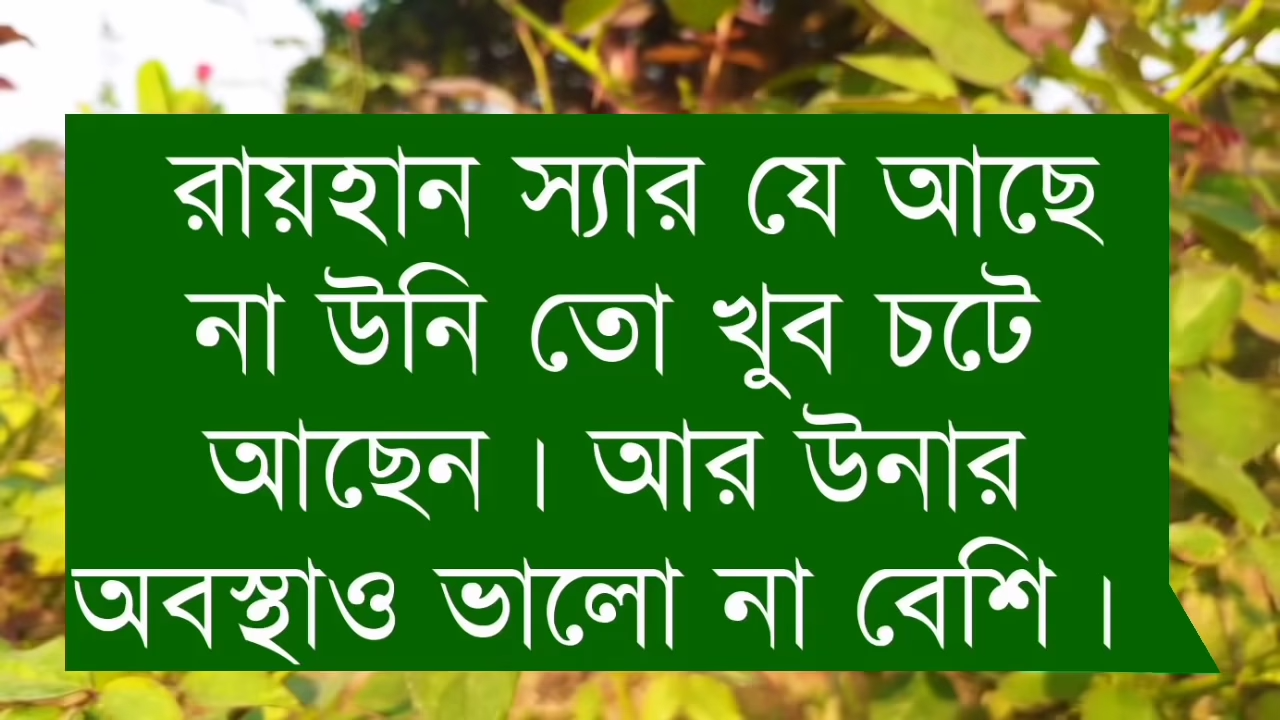 রায়হান স্যার যে আছে
না উনি তো খুব চটে
আছেন । আর উনার
অবস্থাও ভালো না বেশি ।